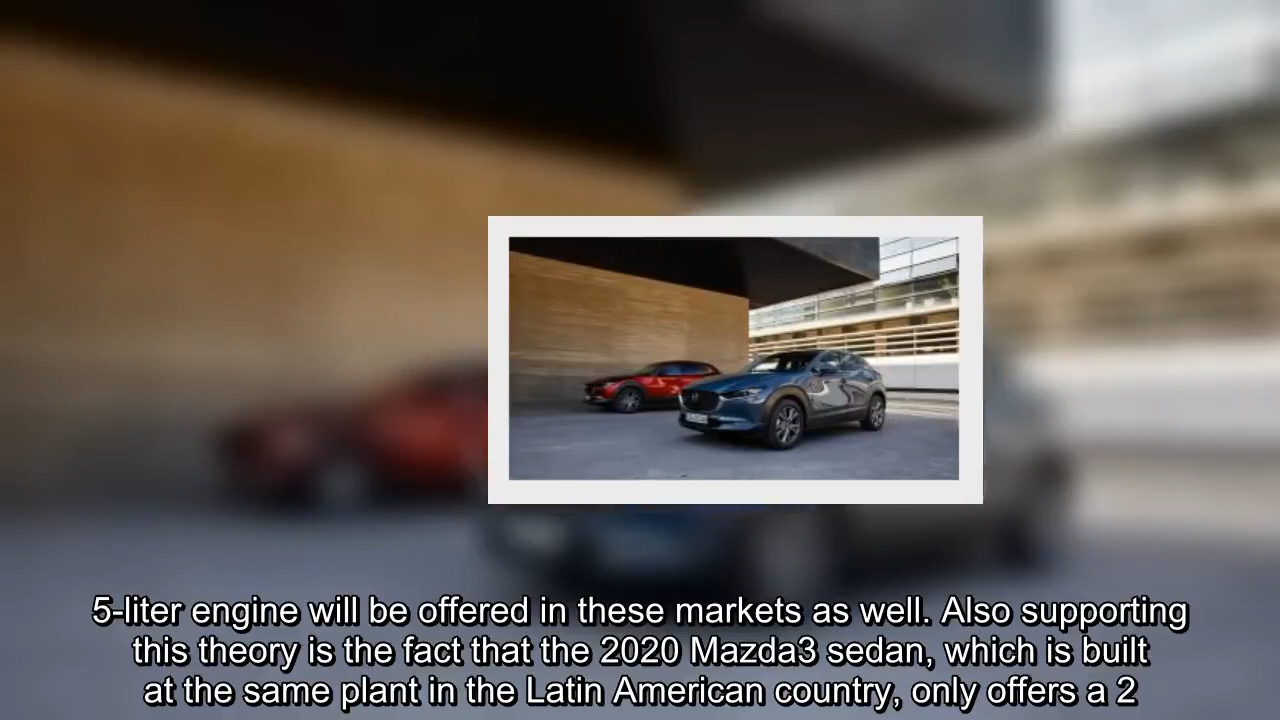 5-liter engine will be offered in these markets as well. Also supporting
this theory is the fact that the 2020 Mazda3 sedan, which is built
at the same plant in the Latin American country, only offers a 2